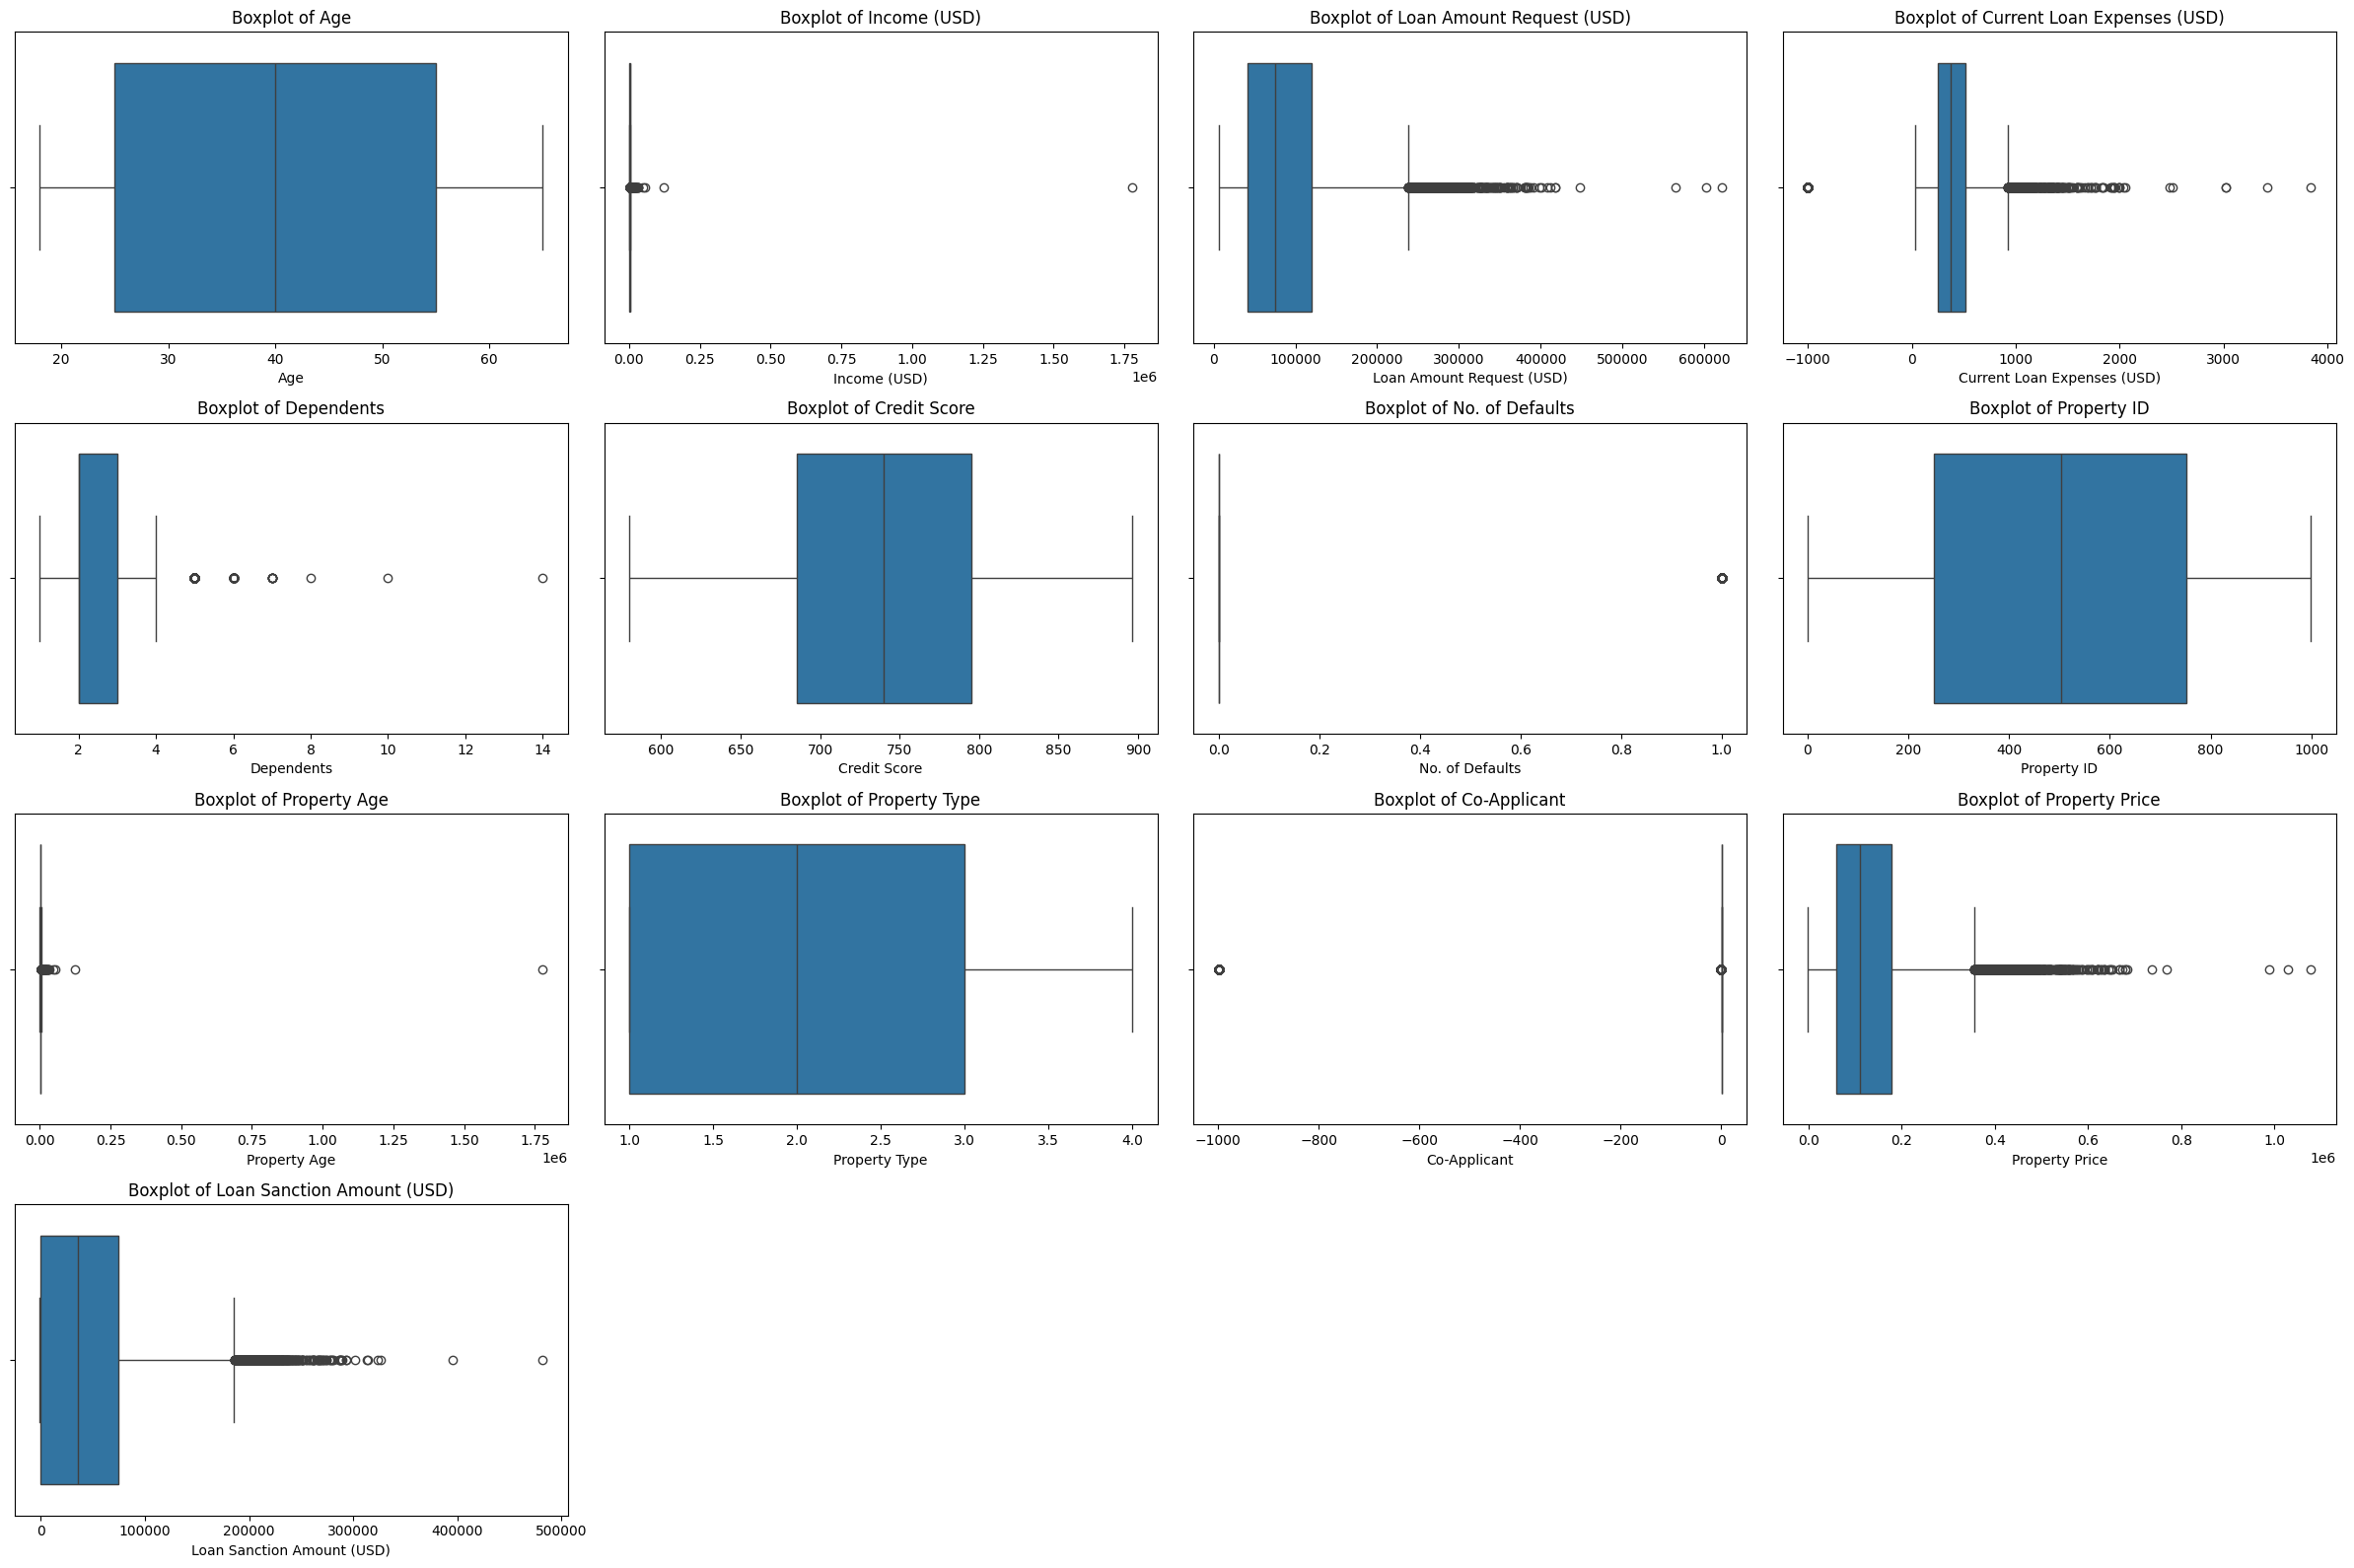 Boxplot of Age
Boxplot of Income (USD)
Boxplot of Loan Amount Request (USD)
Boxplot of Current Loan Expenses (USD)
20 30 40 50 60
0.00 0.25 0.50 0.75 1.00 1.25 1.50 1.75
1e6
0 100000 200000 300000 400000 500000 600000
−1000 0 1000 2000 3000 4000
Age
Income (USD)
Loan Amount Request (USD)
Current Loan Expenses (USD)
Boxplot of Dependents
Boxplot of Credit Score
Boxplot of No. of Defaults
Boxplot of Property ID
2 4 6 8 10 12 14
600 650 700 750 800 850 900
0.0 0.2 0.4 0.6 0.8 1.0
0 200 400 600 800 1000
Dependents
Credit Score
No. of Defaults
Property ID
Boxplot of Property Age
Boxplot of Property Type
Boxplot of Co-Applicant
Boxplot of Property Price
0.00 0.25 0.50 0.75 1.00 1.25 1.50 1.75
1e6
1.0 1.5 2.0 2.5 3.0 3.5 4.0
−1000 −800 −600 −400 −200 0
0.0 0.2 0.4 0.6 0.8 1.0
1e6
Property Age
Property Type
Co-Applicant
Property Price
Boxplot of Loan Sanction Amount (USD)
0 100000 200000 300000 400000 500000
Loan Sanction Amount (USD)